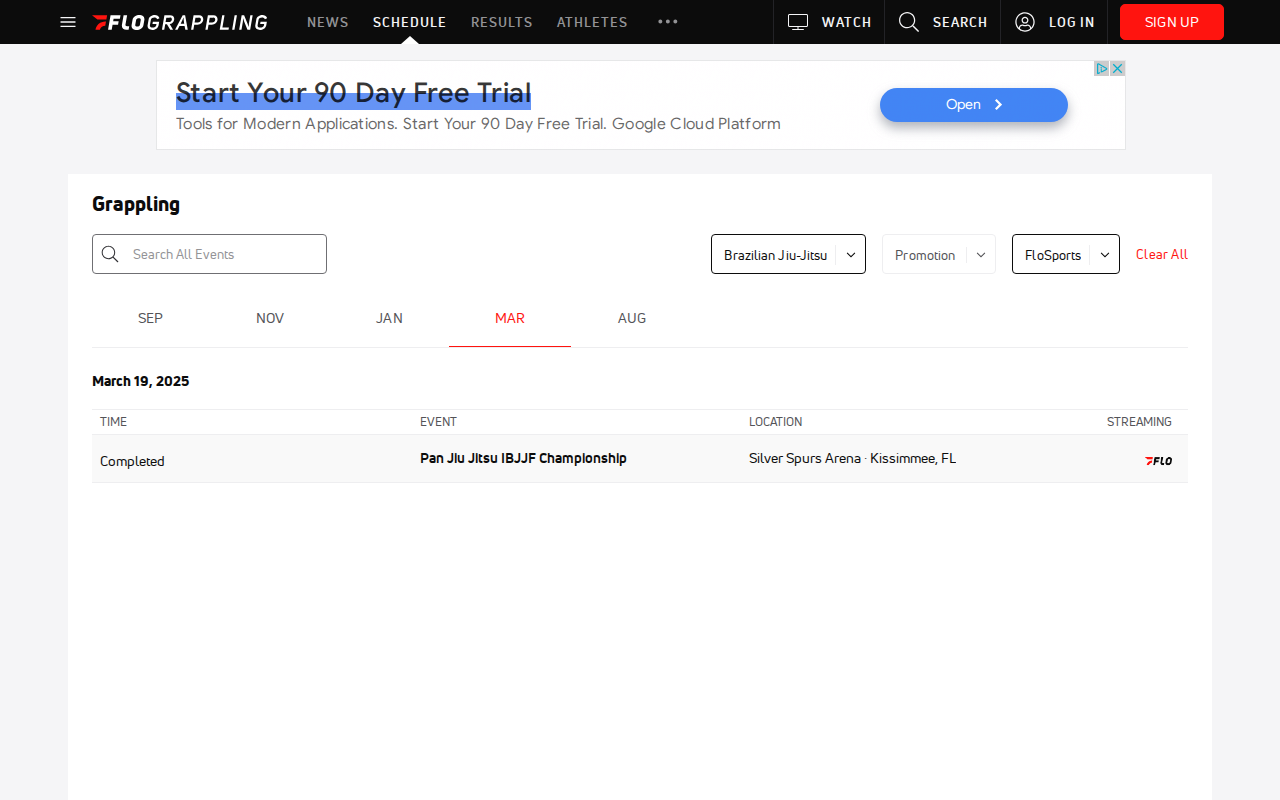 FLOGRAPPLING
NEWS
SCHEDULE
RESULTS
ATHLETES
WATCH
SEARCH
LOG IN
SIGN UP
Start Your 90 Day Free Trial
Tools for Modern Applications. Start Your 90 Day Free Trial. Google Cloud Platform
Open
Grappling
Search All Events
Brazilian Jiu-Jitsu
Promotion
FloSports
Clear All
SEP
NOV
JAN
MAR
AUG
March 19, 2025
TIME
EVENT
LOCATION
STREAMING
Completed
Pan Jiu Jitsu IBJJF Championship
Silver Spurs Arena · Kissimmee, FL
FLO